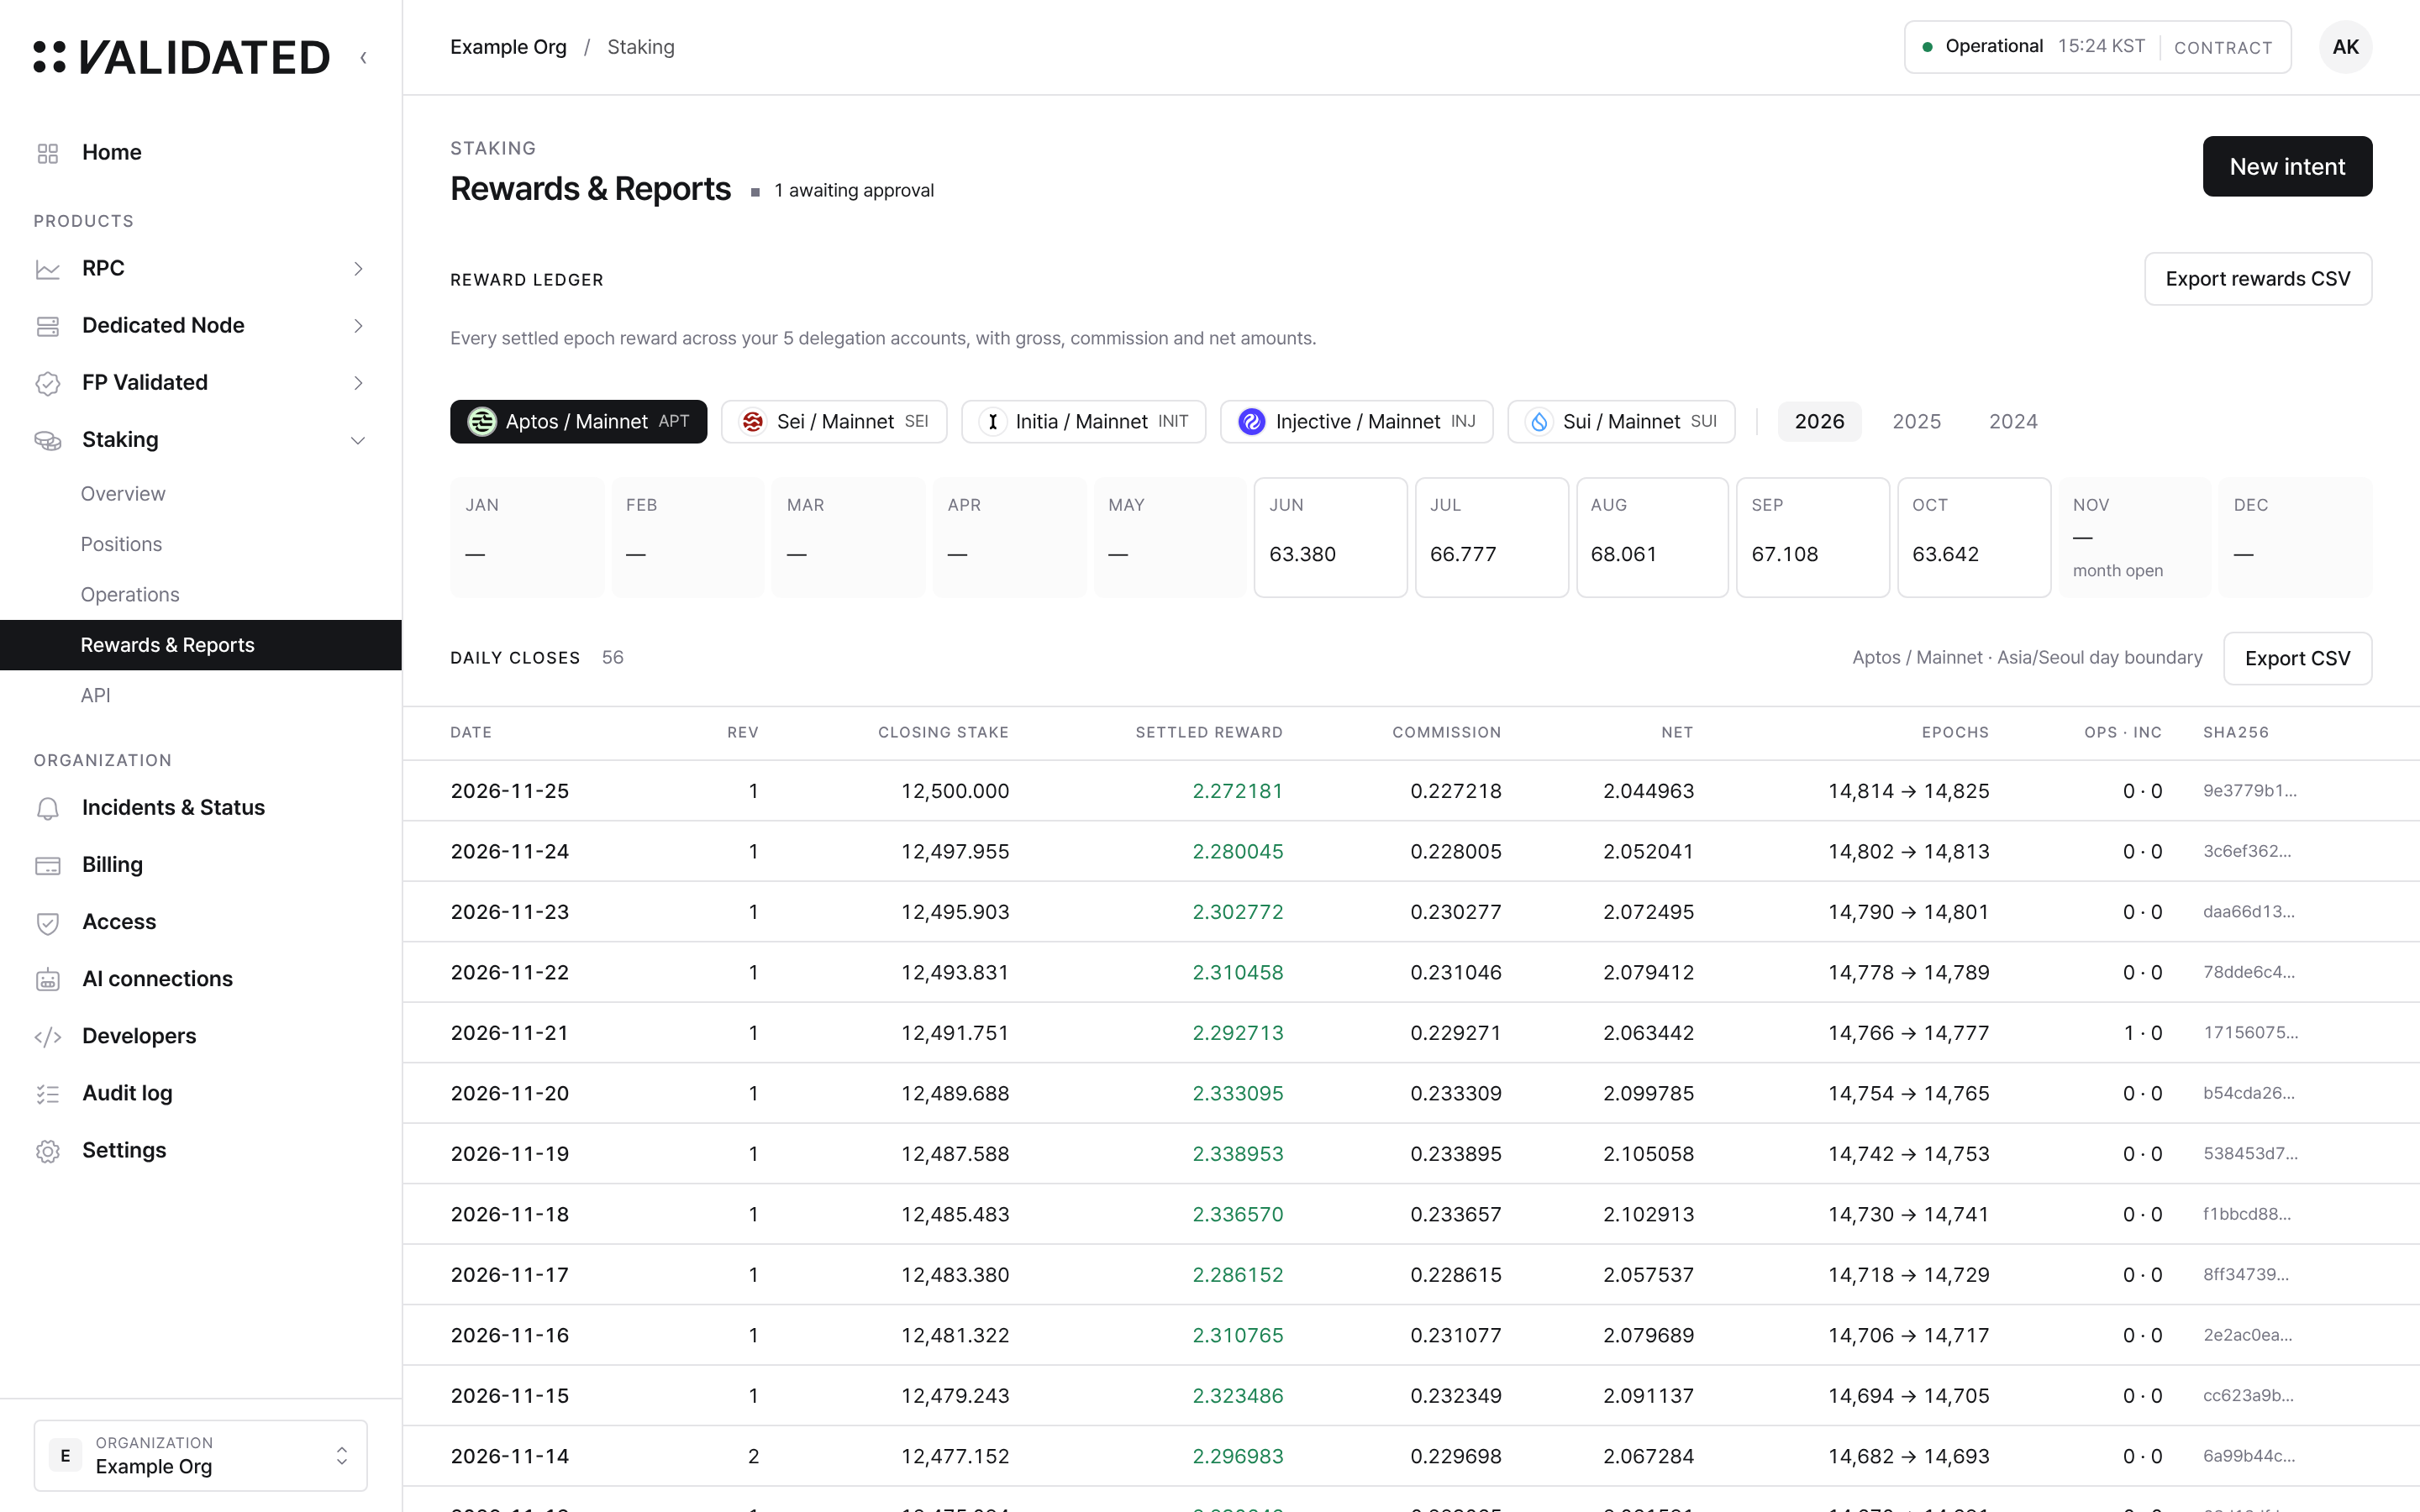 VALIDATED
Home
PRODUCTS
RPC
Dedicated Node
FP Validated
Staking
Overview
Positions
Operations
Rewards & Reports
API
ORGANIZATION
Incidents & Status
Billing
Access
AI connections
Developers
Audit log
Settings
E
ORGANIZATION
Example Org
Example Org / Staking
Operational 15:24 KST CONTRACT
AK
STAKING
Rewards & Reports 1 awaiting approval
New intent
REWARD LEDGER
Export rewards CSV
Every settled epoch reward across your 5 delegation accounts, with gross, commission and net amounts.
Aptos / Mainnet APT Sei / Mainnet SEI Initia / Mainnet INIT Injective / Mainnet INJ Sui / Mainnet SUI 2026 2025 2024
JAN FEB MAR APR MAY JUN JUL AUG SEP OCT NOV DEC
— — — — — 63.380 66.777 68.061 67.108 63.642 — —
month open
DAILY CLOSES 56
Aptos / Mainnet · Asia/Seoul day boundary
Export CSV
DATE REV CLOSING STAKE SETTLED REWARD COMMISSION NET EPOCHS OPS · INC SHA256
2026-11-25 1 12,500.000 2.272181 0.227218 2.044963 14,814 → 14,825 0 · 0 9e3779b1...
2026-11-24 1 12,497.955 2.280045 0.228005 2.052041 14,802 → 14,813 0 · 0 3c6ef362...
2026-11-23 1 12,495.903 2.302772 0.230277 2.072495 14,790 → 14,801 0 · 0 daa66d13...
2026-11-22 1 12,493.831 2.310458 0.231046 2.079412 14,778 → 14,789 0 · 0 78dde6c4...
2026-11-21 1 12,491.751 2.292713 0.229271 2.063442 14,766 → 14,777 1 · 0 17156075...
2026-11-20 1 12,489.688 2.333095 0.233309 2.099785 14,754 → 14,765 0 · 0 b54cda26...
2026-11-19 1 12,487.588 2.338953 0.233895 2.105058 14,742 → 14,753 0 · 0 538453d7...
2026-11-18 1 12,485.483 2.336570 0.233657 2.102913 14,730 → 14,741 0 · 0 f1bbcd88...
2026-11-17 1 12,483.380 2.286152 0.228615 2.057537 14,718 → 14,729 0 · 0 8ff34739...
2026-11-16 1 12,481.322 2.310765 0.231077 2.079689 14,706 → 14,717 0 · 0 2e2ac0ea...
2026-11-15 1 12,479.243 2.323486 0.232349 2.091137 14,694 → 14,705 0 · 0 cc623a9b...
2026-11-14 2 12,477.152 2.296983 0.229698 2.067284 14,682 → 14,693 0 · 0 6a99b44c...